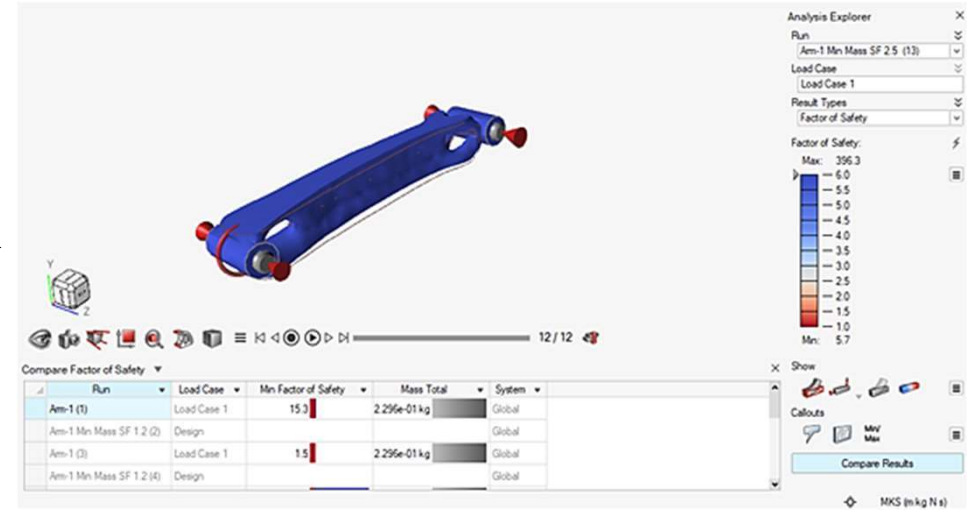 Analysis Explorer
Run
Arm-1 Min Mass SF 2.5 (13)
Load Case
Load Case 1
Result Types
Factor of Safety
Factor of Safety:
Max: 396.3
6.0
5.5
5.0
4.5
4.0
3.5
3.0
2.5
2.0
1.5
1.0
Min: 5.7
Y
Z
12 / 12
Compare Factor of Safety
Run Load Case Min Factor of Safety Mass Total System
Arm-1 (1) Load Case 1 15.3 2.296e-01 kg Global
Arm-1 Min Mass SF 1.2 (2) Design Global
Arm-1 (3) Load Case 1 1.5 2.296e-01 kg Global
Arm-1 Min Mass SF 1.2 (4) Design Global
Show
Callouts
Min/
Max
Compare Results
MKS (m kg N s)